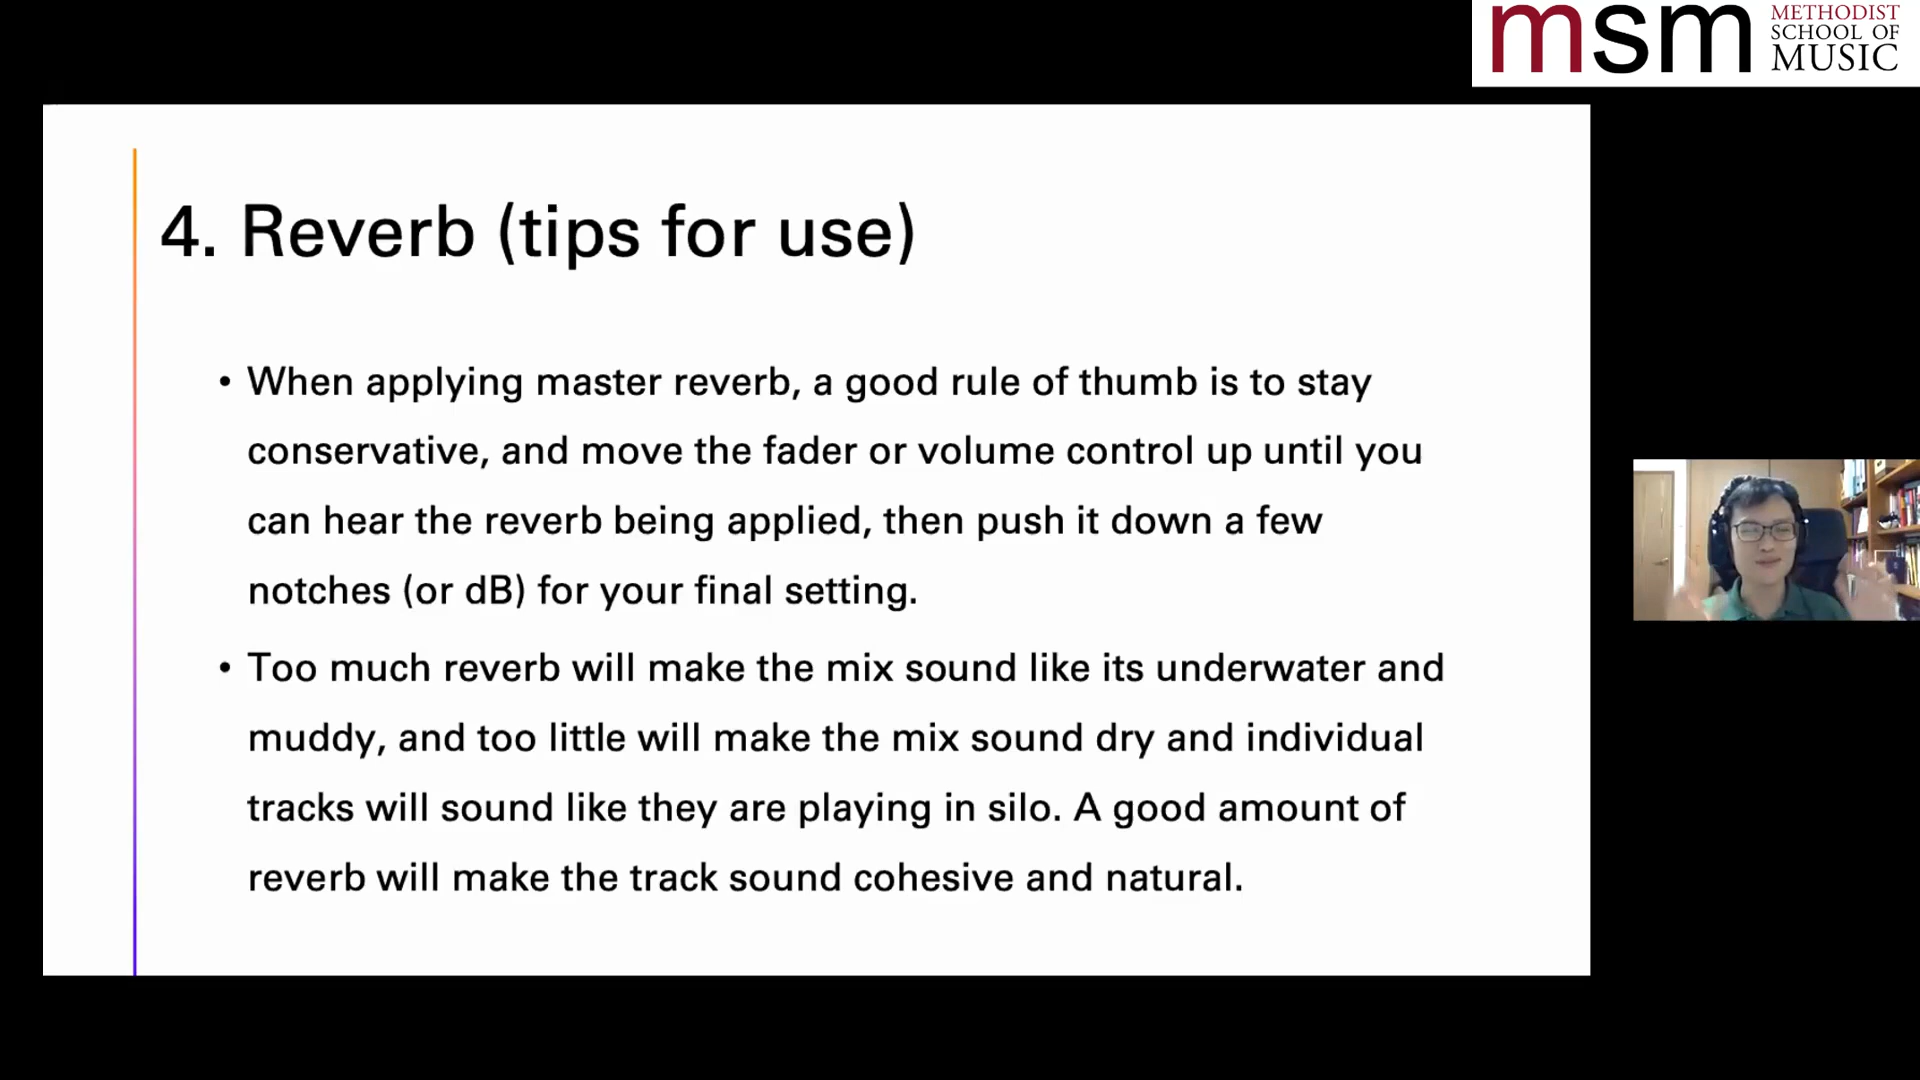 msm
METHODIST
SCHOOL OF
MUSIC
4. Reverb (tips for use)
• When applying master reverb, a good rule of thumb is to stay
conservative, and move the fader or volume control up until you
can hear the reverb being applied, then push it down a few
notches (or dB) for your final setting.
• Too much reverb will make the mix sound like its underwater and
muddy, and too little will make the mix sound dry and individual
tracks will sound like they are playing in silo. A good amount of
reverb will make the track sound cohesive and natural.